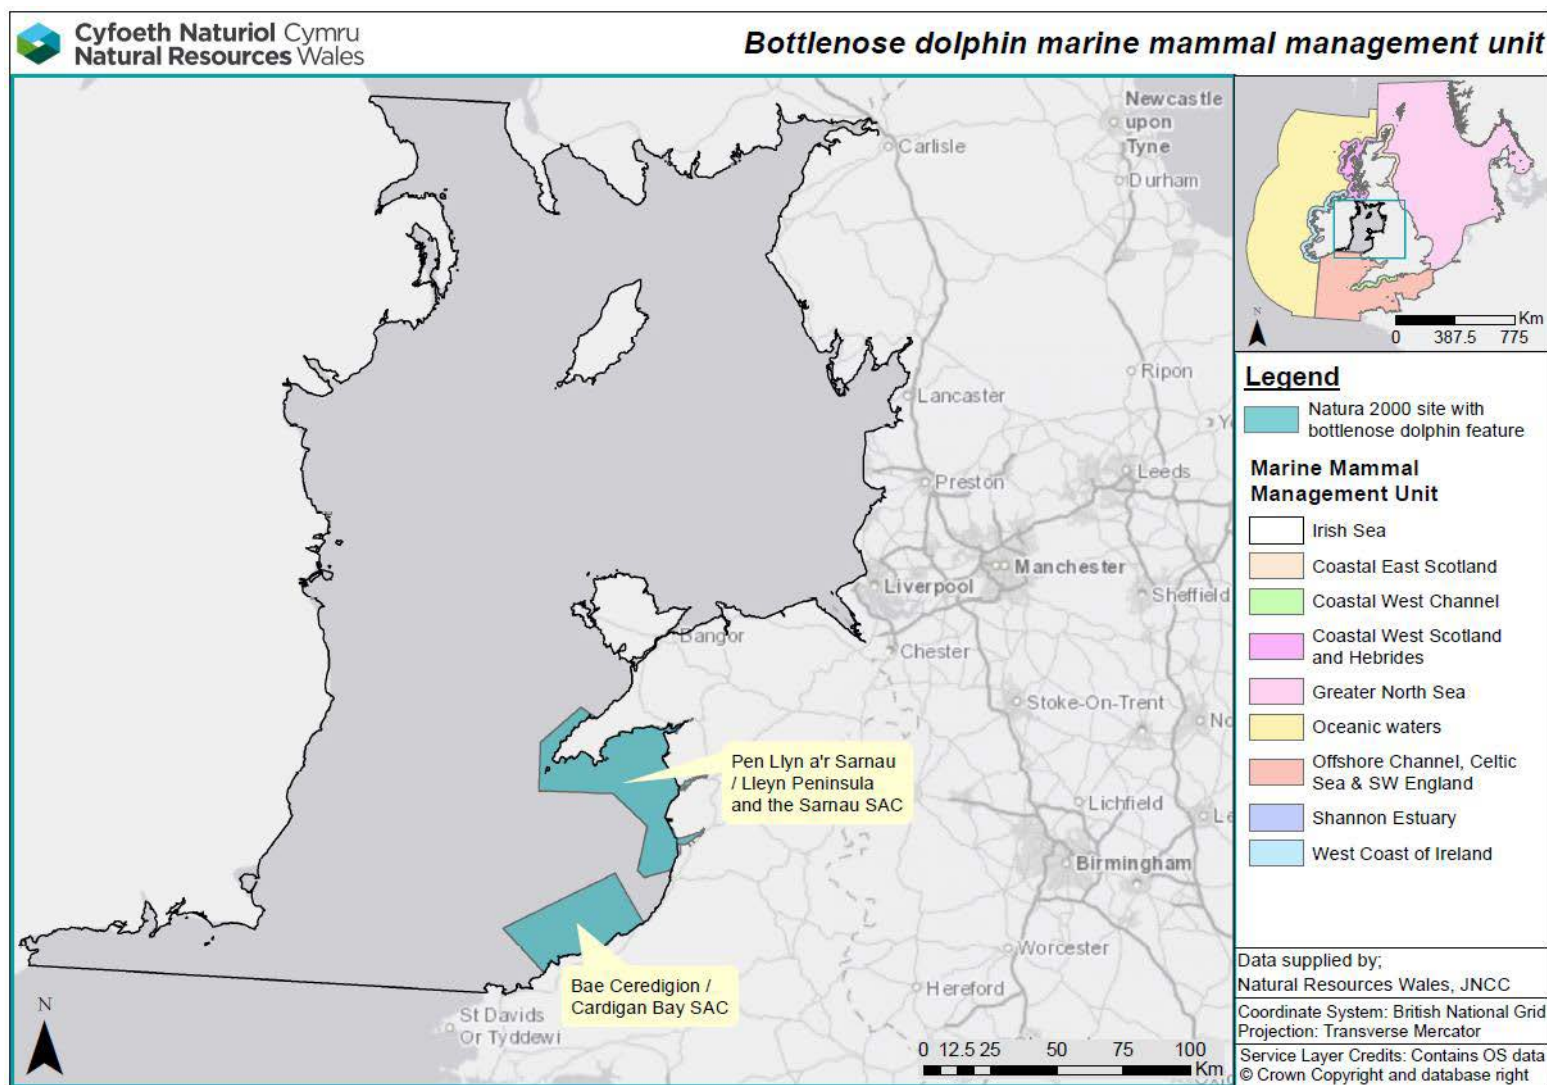 Cyfoeth Naturiol Cymru
Natural Resources Wales
Bottlenose dolphin marine mammal management unit
Newcastle
upon
Tyne
Carlisle
Durham
Ripon
Lancaster
Preston
Leeds
Liverpool
Manchester
Sheffield
Bangor
Chester
Stoke-On-Trent
Pen Llyn a'r Sarnau
/ Lleyn Peninsula
and the Sarnau SAC
Lichfield
Birmingham
Worcester
Bae Ceredigion /
Cardigan Bay SAC
Hereford
St Davids
Or Tyddewi
N
0 12.5 25 50 75 100
Km
N
Km
0 387.5 775
Legend
Natura 2000 site with
bottlenose dolphin feature
Marine Mammal
Management Unit
Irish Sea
Coastal East Scotland
Coastal West Channel
Coastal West Scotland
and Hebrides
Greater North Sea
Oceanic waters
Offshore Channel, Celtic
Sea & SW England
Shannon Estuary
West Coast of Ireland
Data supplied by;
Natural Resources Wales, JNCC
Coordinate System: British National Grid
Projection: Transverse Mercator
Service Layer Credits: Contains OS data
© Crown Copyright and database right